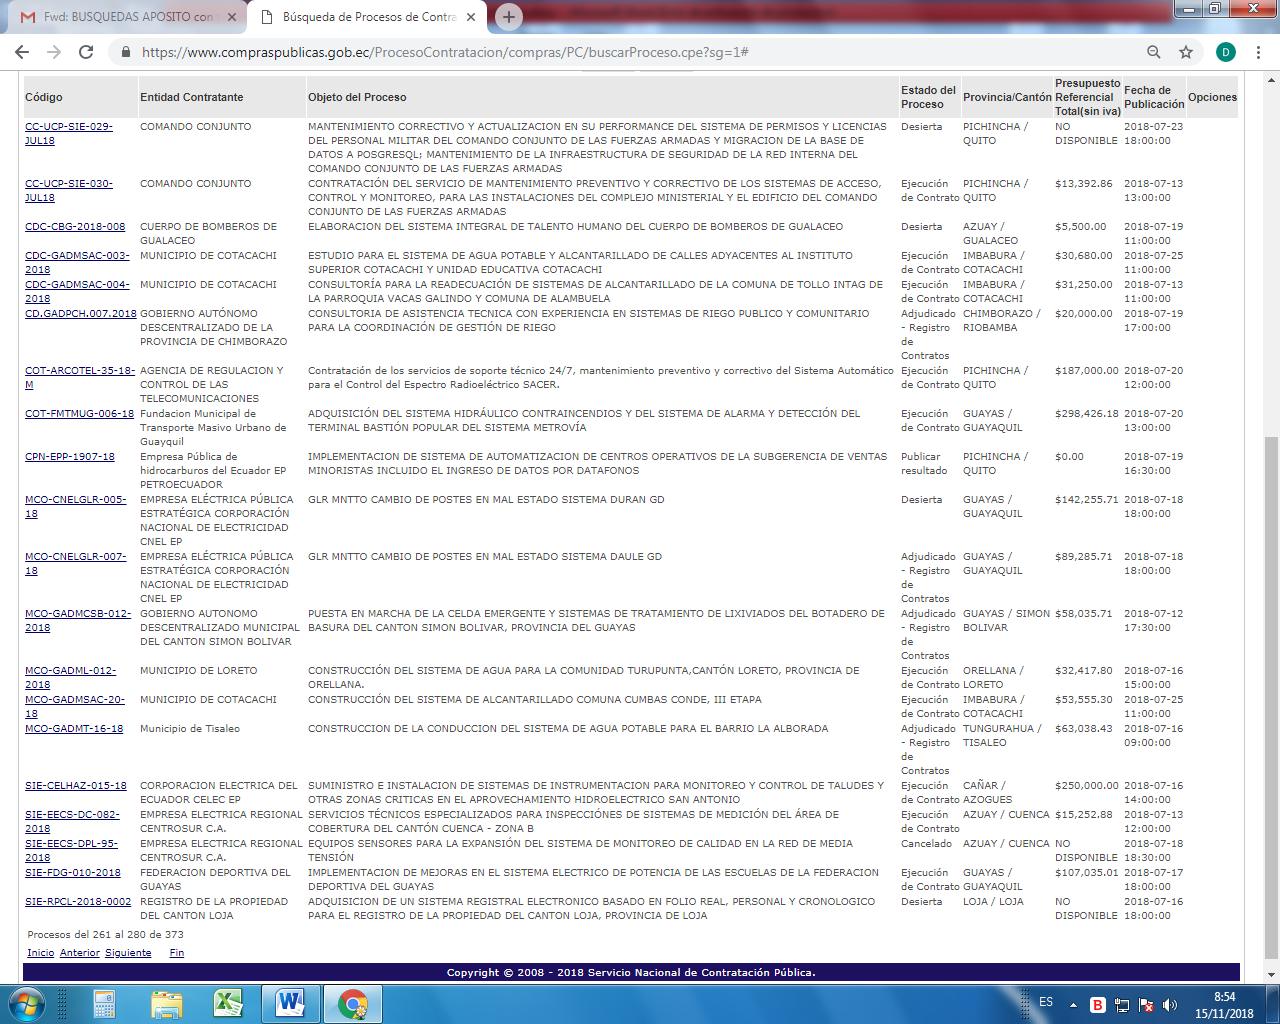 Fwd: BUSQUEDAS APOSITO con
Búsqueda de Procesos de Contra
https://www.compraspublicas.gob.ec/ProcesoContratacion/compras/PC/buscarProceso.cpe?sg=1#
D
Código Entidad Contratante Objeto del Proceso Estado del Proceso Provincia/Cantón Presupuesto Referencial Total(sin iva) Fecha de Publicación Opciones
CC-UCP-SIE-029- COMANDO CONJUNTO MANTENIMIENTO CORRECTIVO Y ACTUALIZACION EN SU PERFORMANCE DEL SISTEMA DE PERMISOS Y LICENCIAS Desierta PICHINCHA / NO 2018-07-23
JUL18 DEL PERSONAL MILITAR DEL COMANDO CONJUNTO DE LAS FUERZAS ARMADAS Y MIGRACION DE LA BASE DE QUITO DISPONIBLE 18:00:00
DATOS A POSGRESQL; MANTENIMIENTO DE LA INFRAESTRUCTURA DE SEGURIDAD DE LA RED INTERNA DEL
COMANDO CONJUNTO DE LAS FUERZAS ARMADAS
CC-UCP-SIE-030- COMANDO CONJUNTO CONTRATACIÓN DEL SERVICIO DE MANTENIMIENTO PREVENTIVO Y CORRECTIVO DE LOS SISTEMAS DE ACCESO, Ejecución PICHINCHA / $13,392.86 2018-07-13
JUL18 CONTROL Y MONITOREO, PARA LAS INSTALACIONES DEL COMPLEJO MINISTERIAL Y EL EDIFICIO DEL COMANDO de Contrato QUITO 13:00:00
CONJUNTO DE LAS FUERZAS ARMADAS
CDC-CBG-2018-008 CUERPO DE BOMBEROS DE ELABORACION DEL SISTEMA INTEGRAL DE TALENTO HUMANO DEL CUERPO DE BOMBEROS DE GUALACEO Desierta AZUAY / $5,500.00 2018-07-19
GUALACEO GUALACEO 11:00:00
CDC-GADMSAC-003- MUNICIPIO DE COTACACHI ESTUDIO PARA EL SISTEMA DE AGUA POTABLE Y ALCANTARILLADO DE CALLES ADYACENTES AL INSTITUTO Ejecución IMBABURA / $30,680.00 2018-07-25
2018 SUPERIOR COTACACHI Y UNIDAD EDUCATIVA COTACACHI de Contrato COTACACHI 11:00:00
CDC-GADMSAC-004- MUNICIPIO DE COTACACHI CONSULTORÍA PARA LA READECUACIÓN DE SISTEMAS DE ALCANTARILLADO DE LA COMUNA DE TOLLO INTAG DE Ejecución IMBABURA / $31,250.00 2018-07-13
2018 LA PARROQUIA VACAS GALINDO Y COMUNA DE ALAMBUELA de Contrato COTACACHI 11:00:00
CD.GADPCH.007.2018 GOBIERNO AUTÓNOMO CONSULTORIA DE ASISTENCIA TECNICA CON EXPERIENCIA EN SISTEMAS DE RIEGO PUBLICO Y COMUNITARIO Adjudicado CHIMBORAZO / $20,000.00 2018-07-19
DESCENTRALIZADO DE LA PARA LA COORDINACIÓN DE GESTIÓN DE RIEGO - Registro RIOBAMBA 17:00:00
PROVINCIA DE CHIMBORAZO de
Contratos
COT-ARCOTEL-35-18- AGENCIA DE REGULACION Y Contratación de los servicios de soporte técnico 24/7, mantenimiento preventivo y correctivo del Sistema Automático Ejecución PICHINCHA / $187,000.00 2018-07-20
M CONTROL DE LAS para el Control del Espectro Radioeléctrico SACER. de Contrato QUITO 12:00:00
TELECOMUNICACIONES
COT-FMTMUG-006-18 Fundacion Municipal de ADQUISICIÓN DEL SISTEMA HIDRÁULICO CONTRAINCENDIOS Y DEL SISTEMA DE ALARMA Y DETECCIÓN DEL Ejecución GUAYAS / $298,426.18 2018-07-20
Transporte Masivo Urbano de TERMINAL BASTIÓN POPULAR DEL SISTEMA METROVÍA de Contrato GUAYAQUIL 13:00:00
Guayquil
CPN-EPP-1907-18 Empresa Pública de IMPLEMENTACION DE SISTEMA DE AUTOMATIZACION DE CENTROS OPERATIVOS DE LA SUBGERENCIA DE VENTAS Publicar PICHINCHA / $0.00 2018-07-19
hidrocarburos del Ecuador EP MINORISTAS INCLUIDO EL INGRESO DE DATOS POR DATAFONOS resultado QUITO 16:30:00
PETROECUADOR
MCO-CNELGLR-005- EMPRESA ELÉCTRICA PÚBLICA GLR MNTTO CAMBIO DE POSTES EN MAL ESTADO SISTEMA DURAN GD Desierta GUAYAS / $142,255.71 2018-07-18
18 ESTRATÉGICA CORPORACIÓN GUAYAQUIL 18:00:00
NACIONAL DE ELECTRICIDAD
CNEL EP
MCO-CNELGLR-007- EMPRESA ELÉCTRICA PÚBLICA GLR MNTTO CAMBIO DE POSTES EN MAL ESTADO SISTEMA DAULE GD Adjudicado GUAYAS / $89,285.71 2018-07-18
18 ESTRATÉGICA CORPORACIÓN - Registro GUAYAQUIL 18:00:00
NACIONAL DE ELECTRICIDAD de
CNEL EP Contratos
MCO-GADMCSB-012- GOBIERNO AUTONOMO PUESTA EN MARCHA DE LA CELDA EMERGENTE Y SISTEMAS DE TRATAMIENTO DE LIXIVIADOS DEL BOTADERO DE Adjudicado GUAYAS / SIMON $58,035.71 2018-07-12
2018 DESCENTRALIZADO MUNICIPAL BASURA DEL CANTON SIMON BOLIVAR, PROVINCIA DEL GUAYAS - Registro BOLIVAR 17:30:00
DEL CANTON SIMON BOLIVAR de
Contratos
MCO-GADML-012- MUNICIPIO DE LORETO CONSTRUCCIÓN DEL SISTEMA DE AGUA PARA LA COMUNIDAD TURUPUNTA,CANTÓN LORETO, PROVINCIA DE Ejecución ORELLANA / $32,417.80 2018-07-16
2018 ORELLANA. de Contrato LORETO 15:00:00
MCO-GADMSAC-20- MUNICIPIO DE COTACACHI CONSTRUCCIÓN DEL SISTEMA DE ALCANTARILLADO COMUNA CUMBAS CONDE, III ETAPA Ejecución IMBABURA / $53,555.30 2018-07-25
18 de Contrato COTACACHI 11:00:00
MCO-GADMT-16-18 Municipio de Tisaleo CONSTRUCCION DE LA CONDUCCION DEL SISTEMA DE AGUA POTABLE PARA EL BARRIO LA ALBORADA Adjudicado TUNGURAHUA / $63,038.43 2018-07-16
- Registro TISALEO 09:00:00
de
Contratos
SIE-CELHAZ-015-18 CORPORACION ELECTRICA DEL SUMINISTRO E INSTALACION DE SISTEMAS DE INSTRUMENTACION PARA MONITOREO Y CONTROL DE TALUDES Y Ejecución CAÑAR / $250,000.00 2018-07-16
ECUADOR CELEC EP OTRAS ZONAS CRITICAS EN EL APROVECHAMIENTO HIDROELECTRICO SAN ANTONIO de Contrato AZOGUES 14:00:00
SIE-EECS-DC-082- EMPRESA ELECTRICA REGIONAL SERVICIOS TÉCNICOS ESPECIALIZADOS PARA INSPECCIÓNES DE SISTEMAS DE MEDICIÓN DEL ÁREA DE Ejecución AZUAY / CUENCA $15,252.88 2018-07-13
2018 CENTROSUR C.A. COBERTURA DEL CANTÓN CUENCA - ZONA B de Contrato 12:00:00
SIE-EECS-DPL-95- EMPRESA ELECTRICA REGIONAL EQUIPOS SENSORES PARA LA EXPANSIÓN DEL SISTEMA DE MONITOREO DE CALIDAD EN LA RED DE MEDIA Cancelado AZUAY / CUENCA NO 2018-07-18
2018 CENTROSUR C.A. TENSIÓN DISPONIBLE 18:30:00
SIE-FDG-010-2018 FEDERACION DEPORTIVA DEL IMPLEMENTACION DE MEJORAS EN EL SISTEMA ELECTRICO DE POTENCIA DE LAS ESCUELAS DE LA FEDERACION Ejecución GUAYAS / $107,035.01 2018-07-17
GUAYAS DEPORTIVA DEL GUAYAS de Contrato GUAYAQUIL 18:00:00
SIE-RPCL-2018-0002 REGISTRO DE LA PROPIEDAD ADQUISICION DE UN SISTEMA REGISTRAL ELECTRONICO BASADO EN FOLIO REAL, PERSONAL Y CRONOLOGICO Desierta LOJA / LOJA NO 2018-07-16
DEL CANTON LOJA PARA EL REGISTRO DE LA PROPIEDAD DEL CANTON LOJA, PROVINCIA DE LOJA DISPONIBLE 18:00:00
Procesos del 261 al 280 de 373
Inicio Anterior Siguiente Fin
Copyright © 2008 - 2018 Servicio Nacional de Contratación Pública.
ES B 8:54
15/11/2018